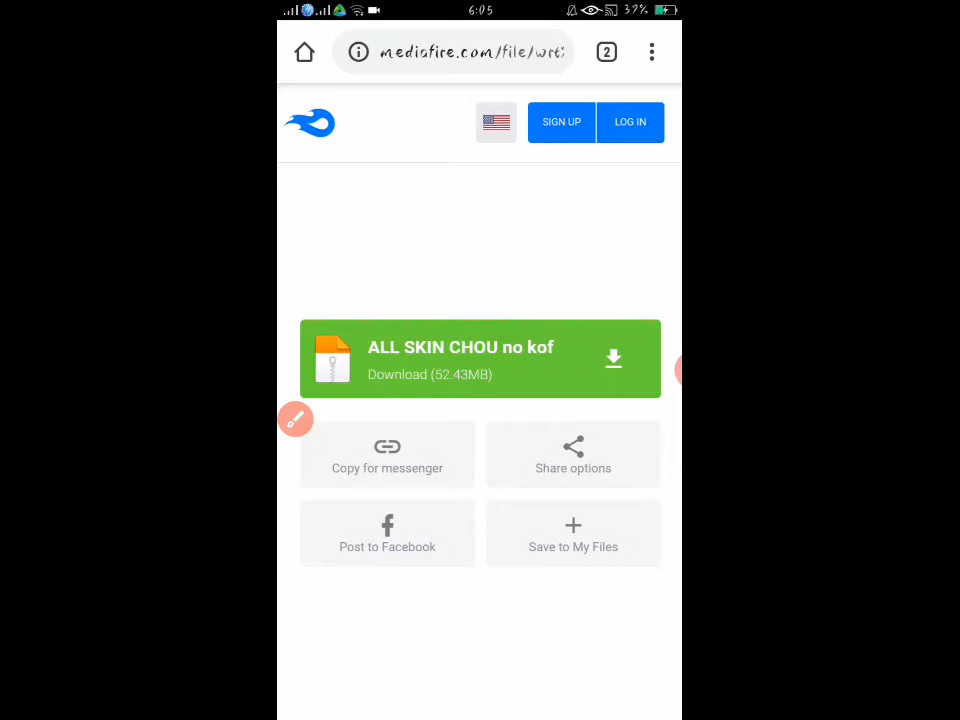 6:05
39%
mediafire.com/file/wrt
2
SIGN UP
LOG IN
ALL SKIN CHOU no kof
Download (52.43MB)
Copy for messenger
Share options
Post to Facebook
Save to My Files